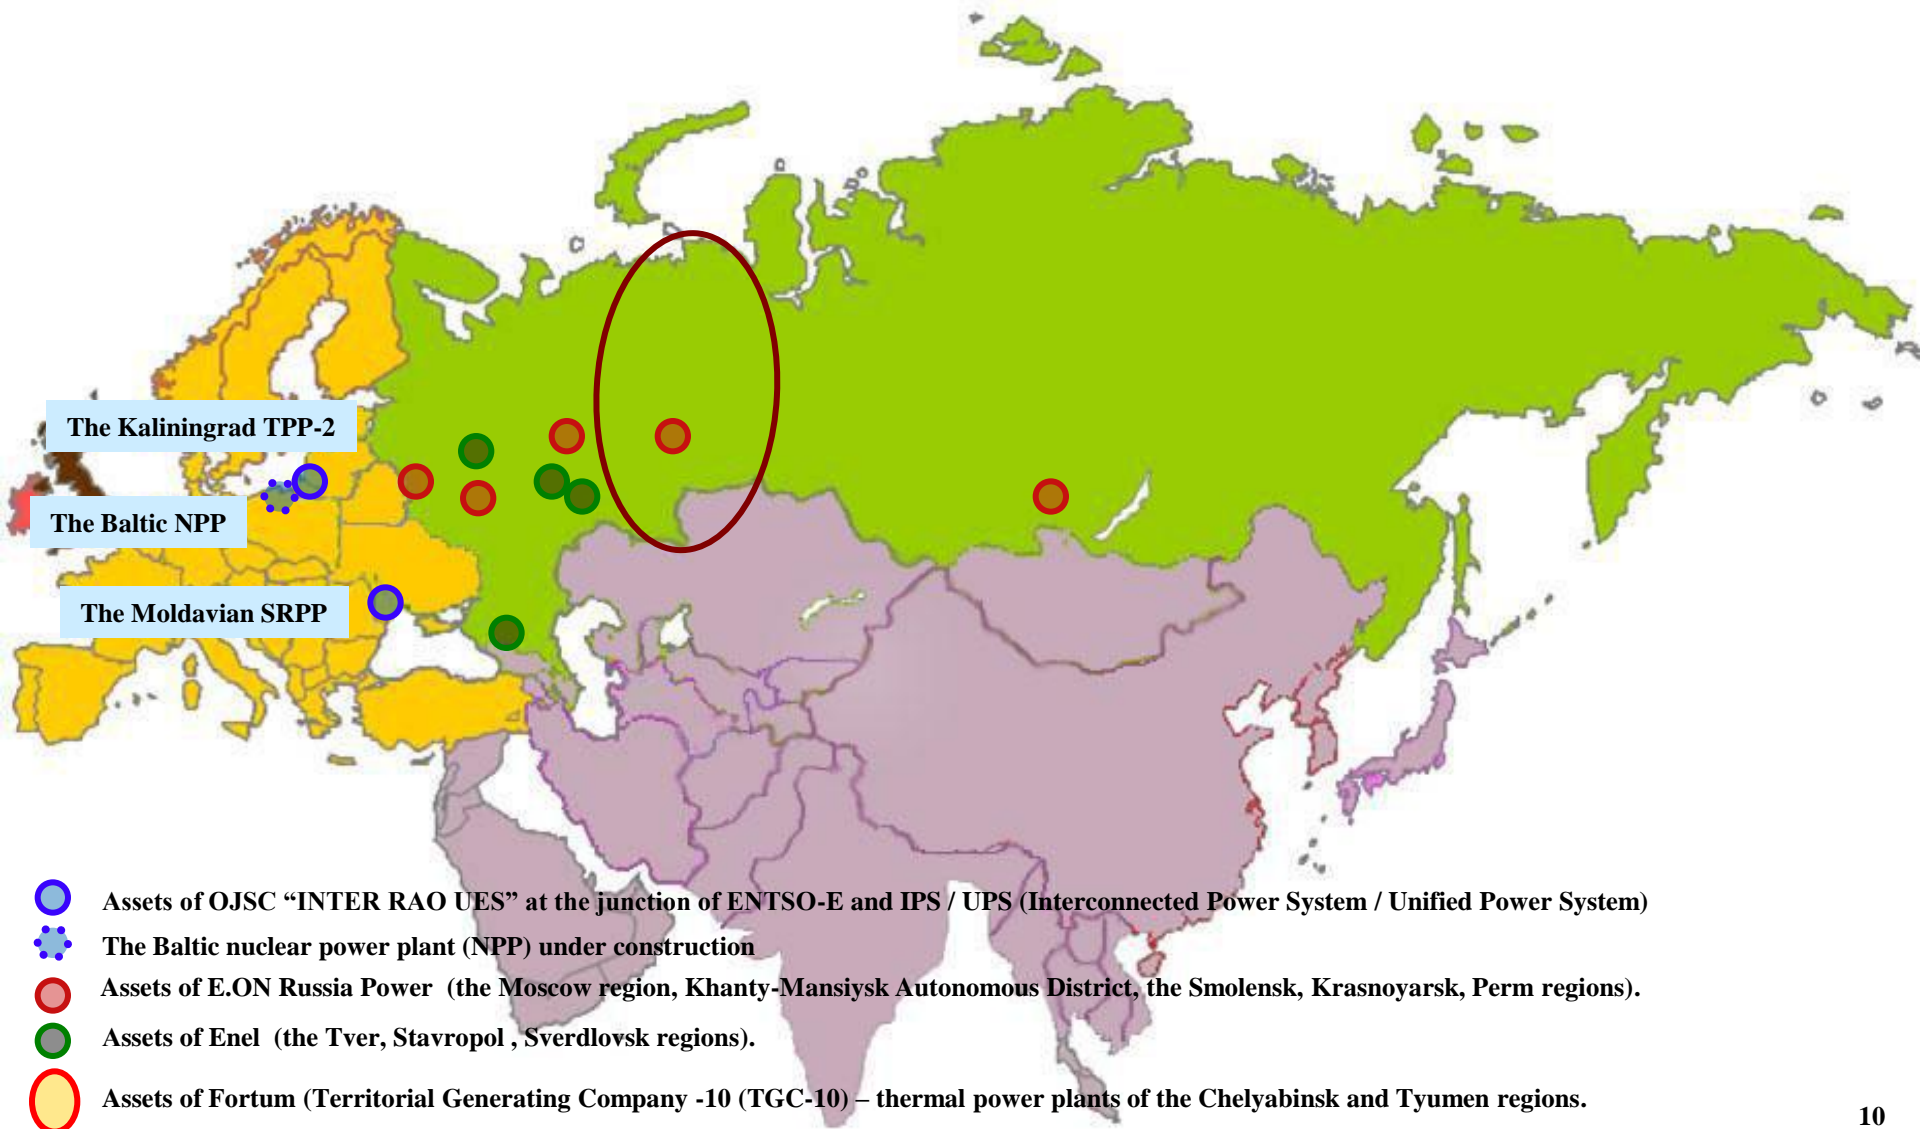 The Kaliningrad TPP-2
The Baltic NPP
The Moldavian SRPP
Assets of OJSC “INTER RAO UES” at the junction of ENTSO-E and IPS / UPS (Interconnected Power System / Unified Power System)
The Baltic nuclear power plant (NPP) under construction
Assets of E.ON Russia Power (the Moscow region, Khanty-Mansiysk Autonomous District, the Smolensk, Krasnoyarsk, Perm regions).
Assets of Enel (the Tver, Stavropol , Sverdlovsk regions).
Assets of Fortum (Territorial Generating Company -10 (TGC-10) – thermal power plants of the Chelyabinsk and Tyumen regions.
10